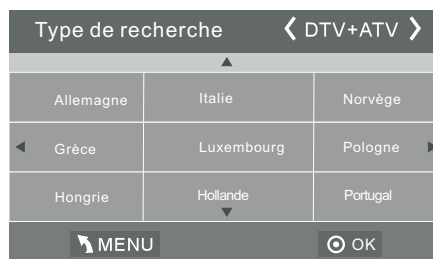 Type de recherche ❮ DTV+ATV ❯
Allemagne Italie Norvège
Grèce Luxembourg Pologne
Hongrie Hollande Portugal
MENU OK